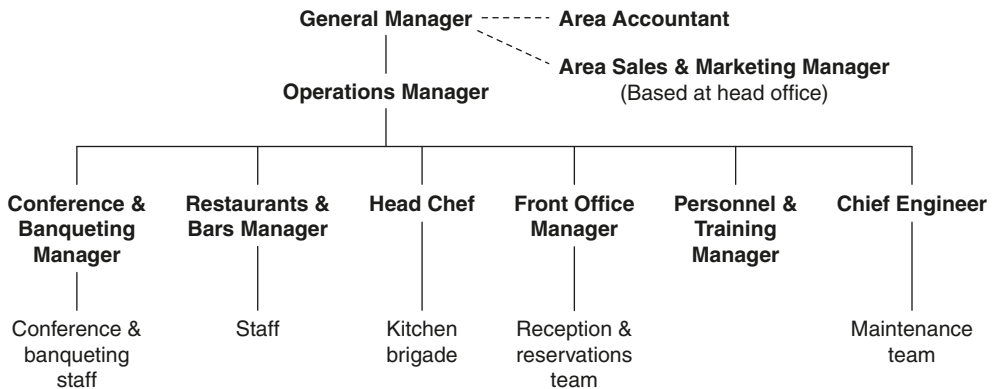 General Manager
Area Accountant
Area Sales & Marketing Manager
(Based at head office)
Operations Manager
Conference &
Banqueting
Manager
Restaurants &
Bars Manager
Head Chef
Front Office
Manager
Personnel &
Training
Manager
Chief Engineer
Conference &
banqueting
staff
Staff
Kitchen
brigade
Reception &
reservations
team
Maintenance
team